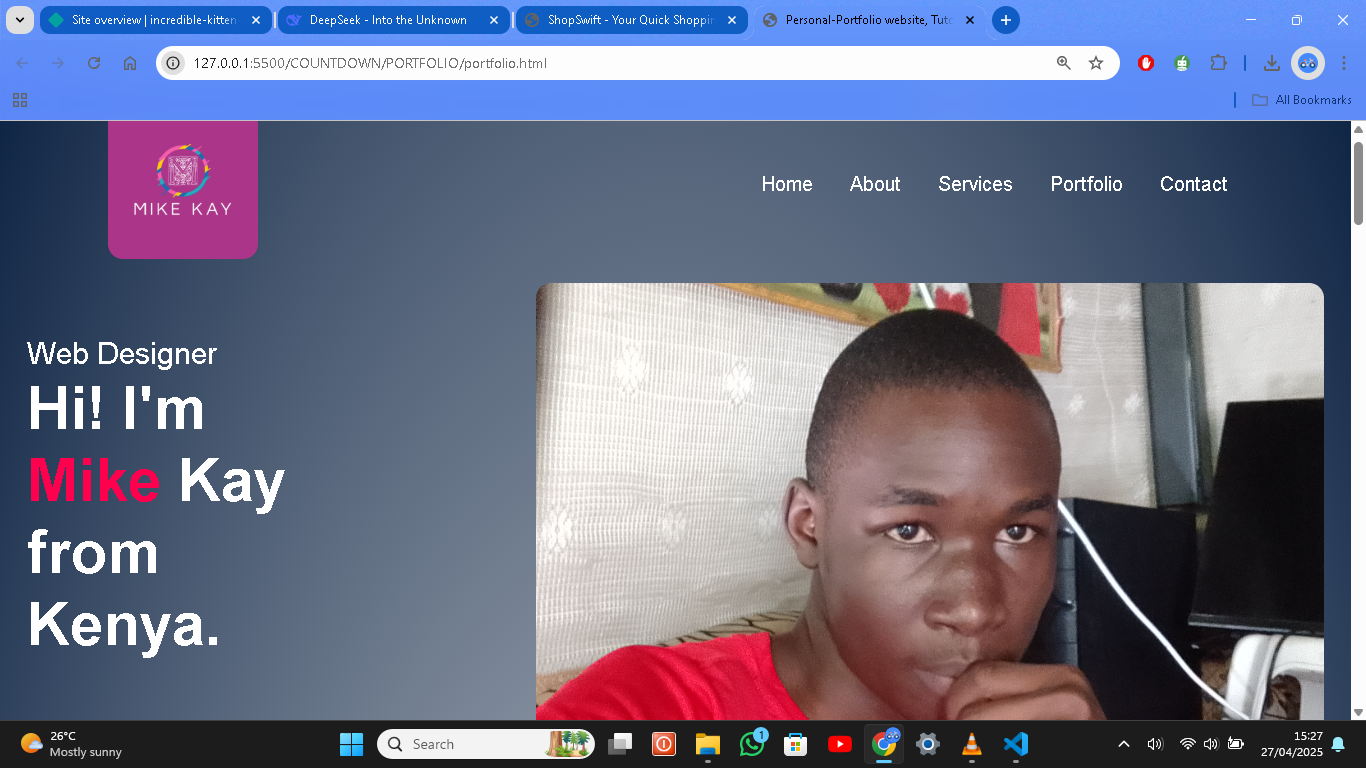 Site overview | incredible-kitten
DeepSeek - Into the Unknown
ShopSwift - Your Quick Shoppin
Personal-Portfolio website, Tuto
127.0.0.1:5500/COUNTDOWN/PORTFOLIO/portfolio.html
All Bookmarks
MIKE KAY
Home About Services Portfolio Contact
Web Designer
Hi! I'm
Mike Kay
from
Kenya.
26°C
Mostly sunny
Search
1
15:27
27/04/2025